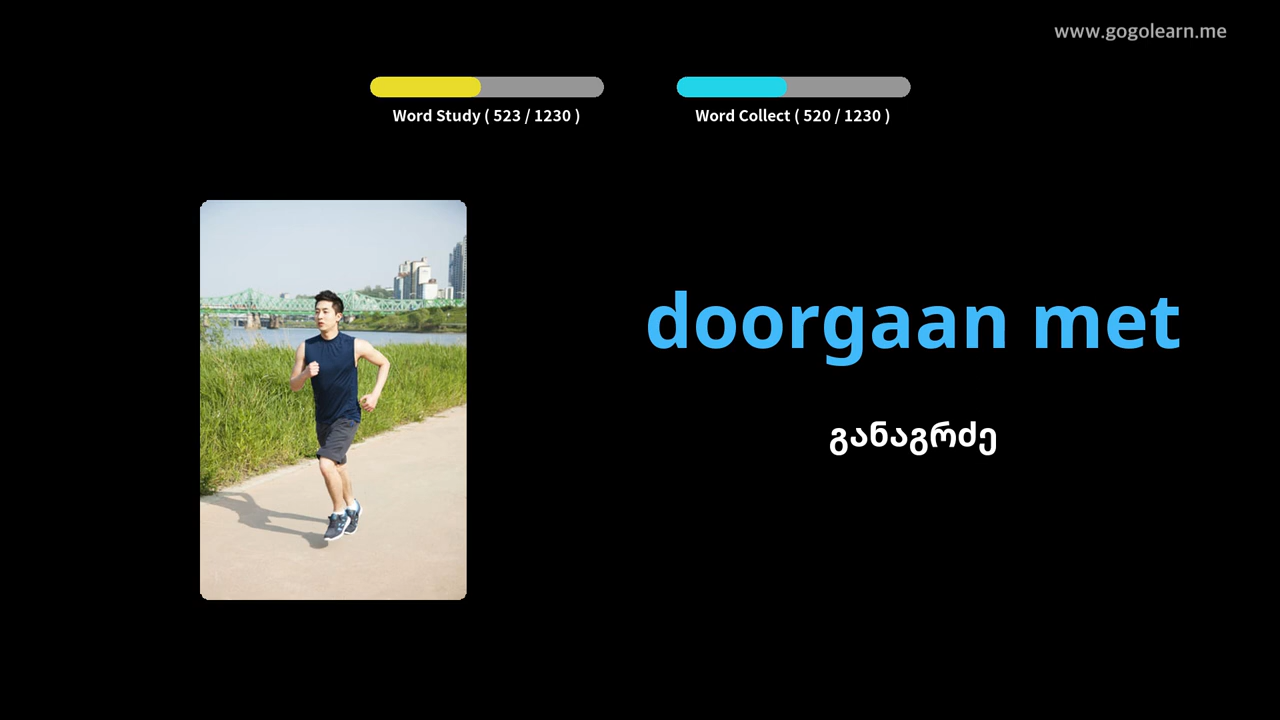 www.gogolearn.me
Word Study ( 523 / 1230 )
Word Collect ( 520 / 1230 )
doorgaan met
განაგრძე